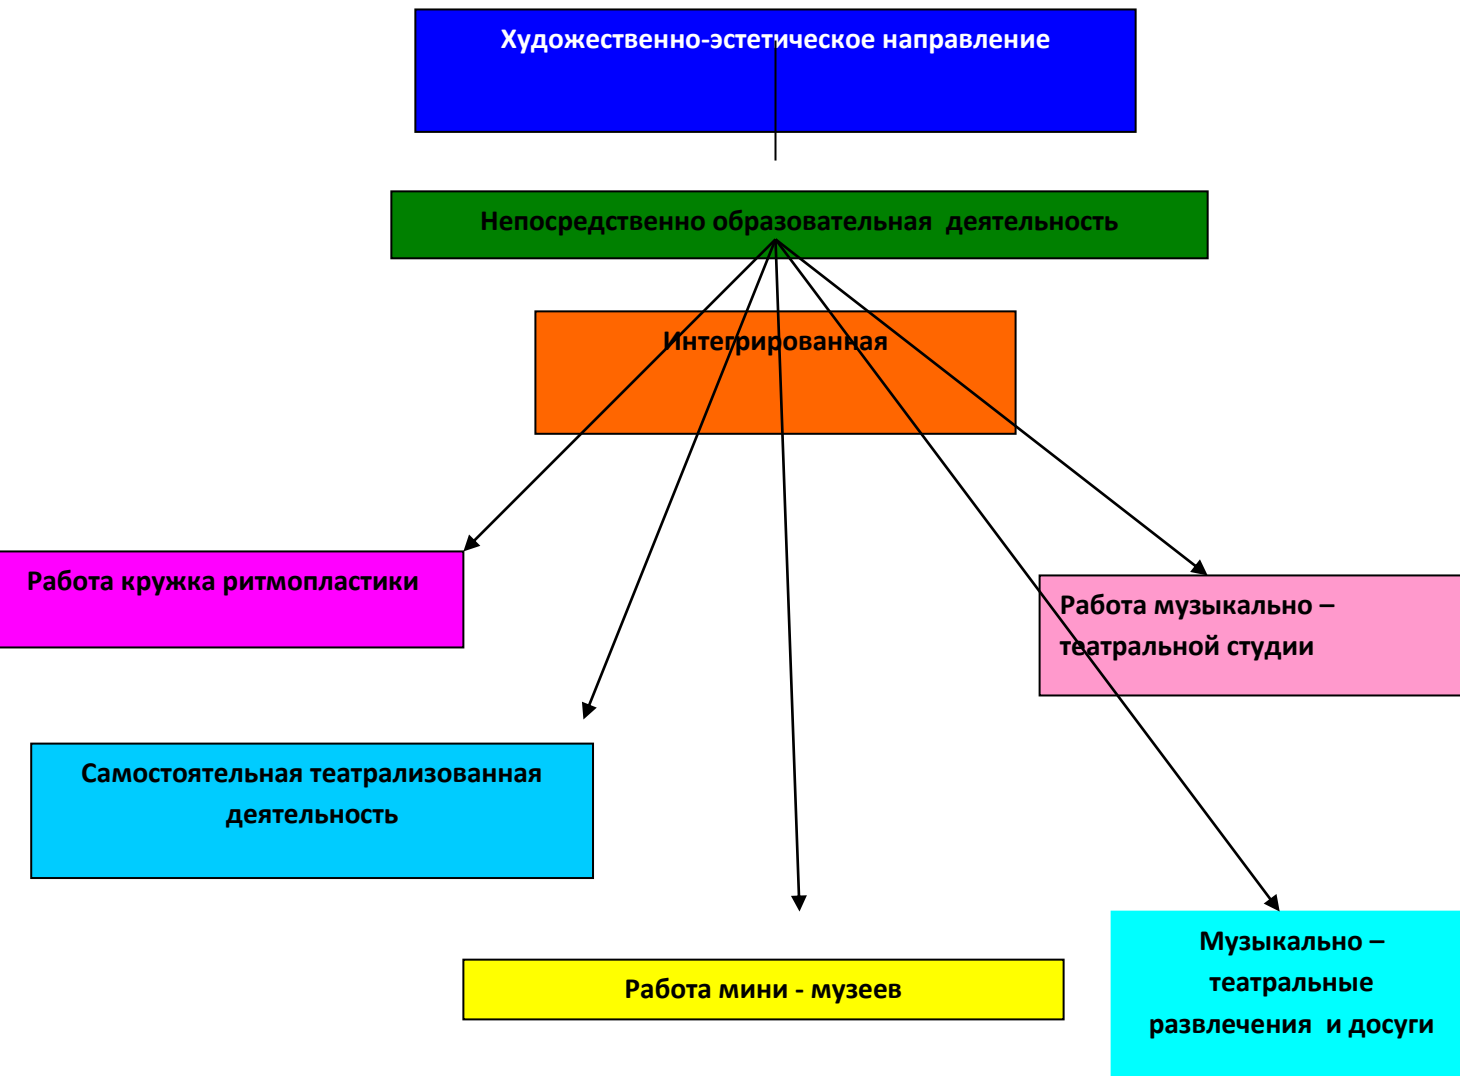 Художественно-эстетическое направление
Непосредственно образовательная деятельность
Интегрированная
Работа кружка ритмопластики
Работа музыкально –
театральной студии
Самостоятельная театрализованная
деятельность
Музыкально –
театральные
развлечения и досуги
Работа мини - музеев